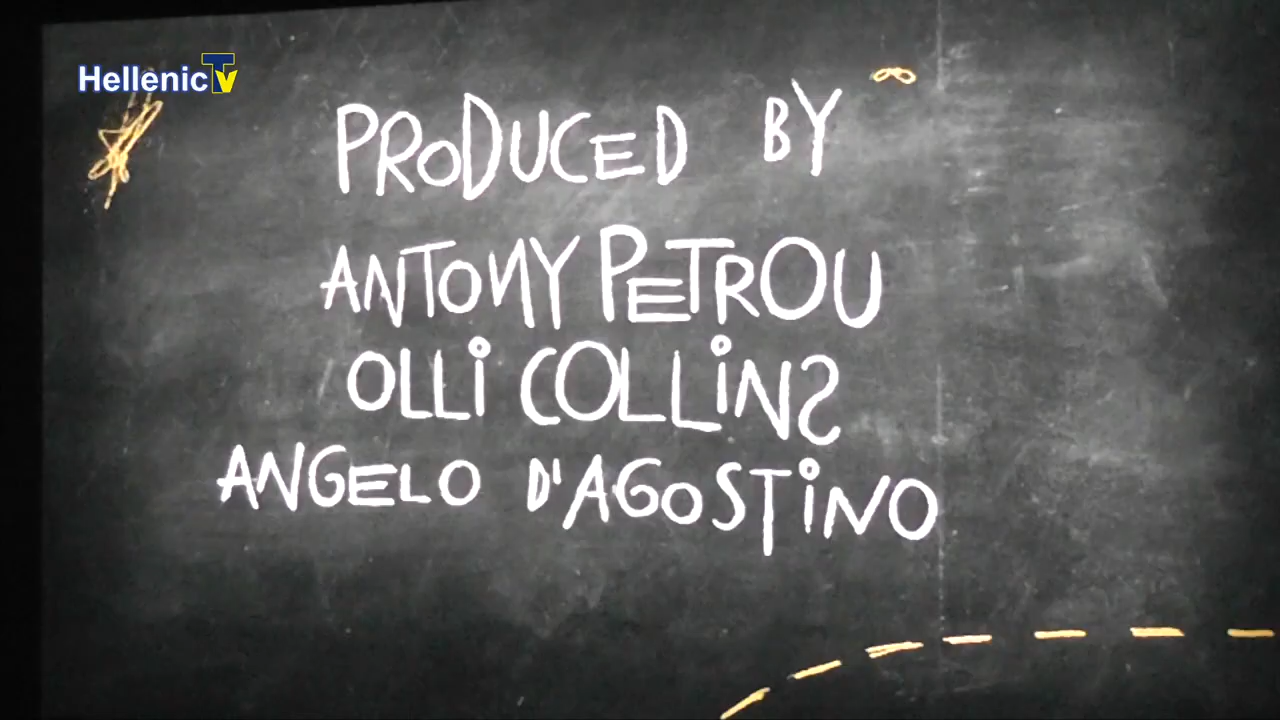 HellenicTv
PRODUCED BY
ANTONY PETROU
OLLi COLLiNS
ANGELO D'AGOSTiNO